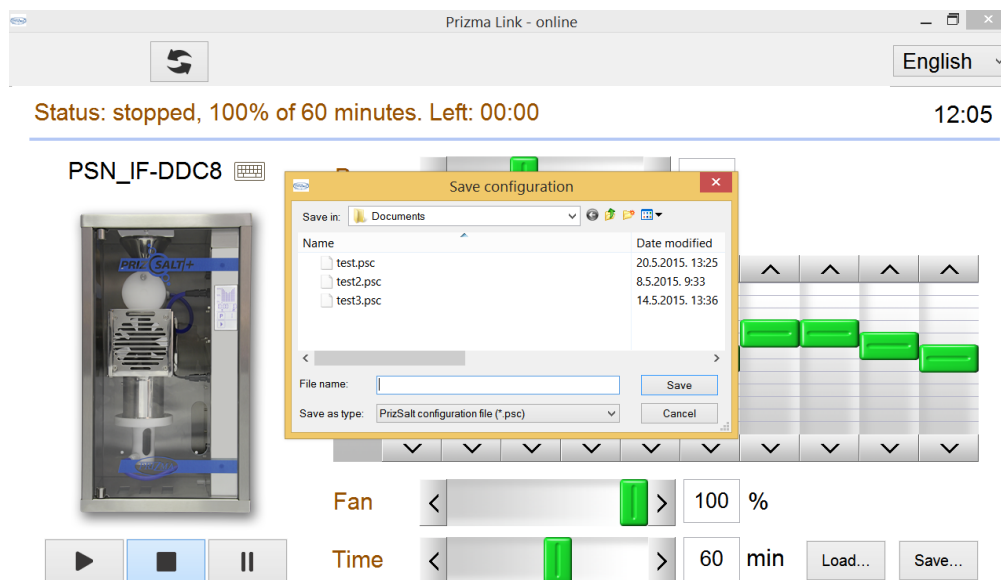 Prizma Link - online
English
Status: stopped, 100% of 60 minutes. Left: 00:00
12:05
PSN_IF-DDC8
Save configuration
Save in:
Documents
Name
Date modified
test.psc
20.5.2015. 13:25
test2.psc
8.5.2015. 9:33
test3.psc
14.5.2015. 13:36
File name:
Save
Save as type:
PrizSalt configuration file (*.psc)
Cancel
SALT+
Fan
100
%
Time
60
min
Load...
Save...